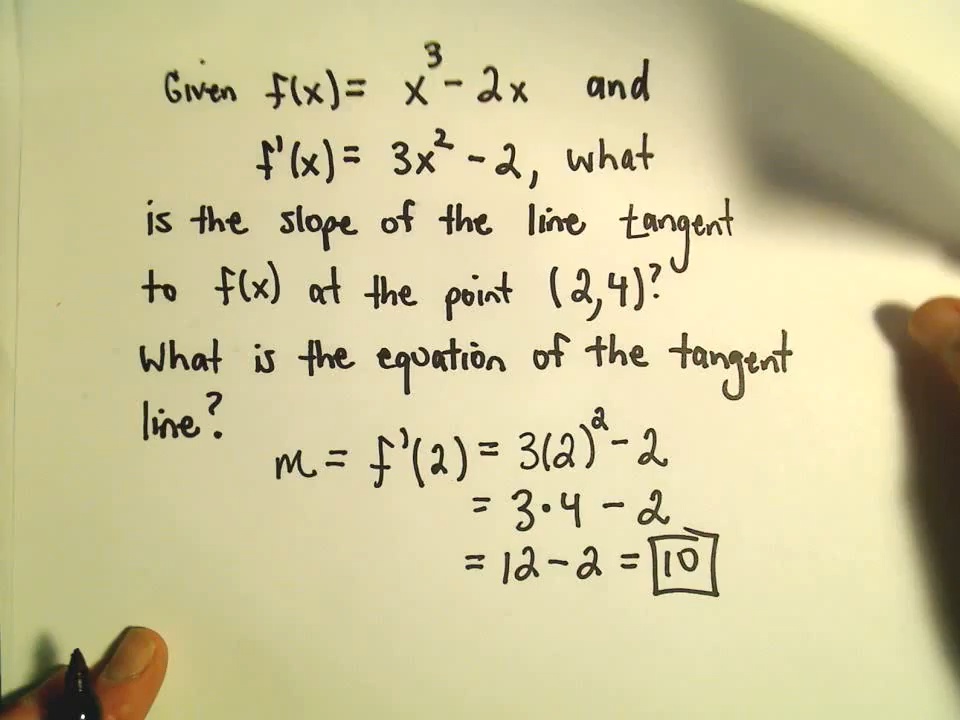 Given f(x) = x³ - 2x and
f'(x) = 3x² - 2, what
is the slope of the line tangent
to f(x) at the point (2,4)?
What is the equation of the tangent
line?
m = f'(2) = 3(2)² - 2
= 3·4 - 2
= 12 - 2 = 10